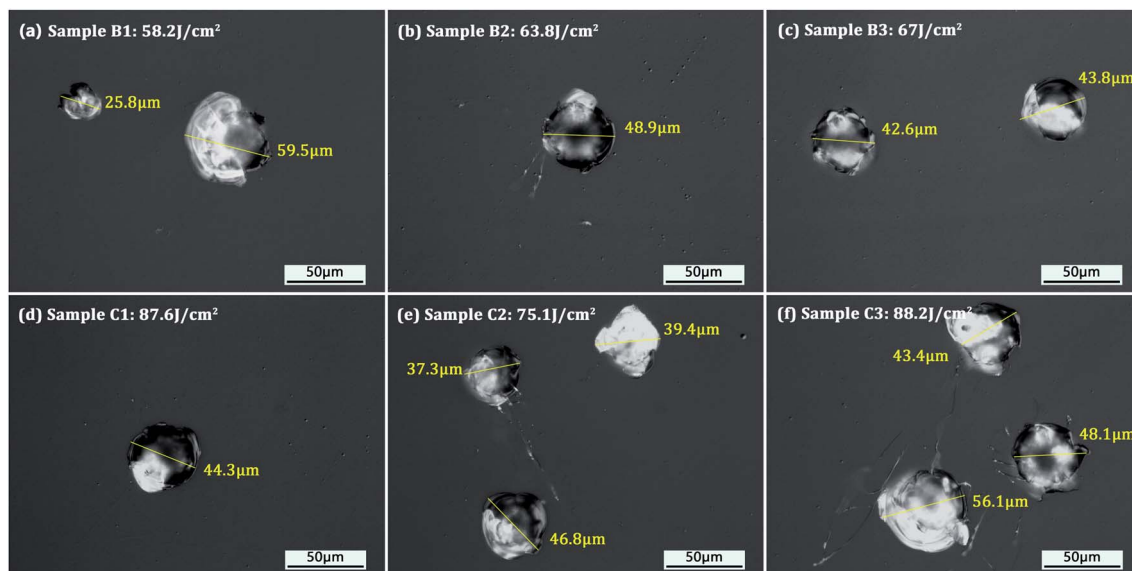 (a) Sample B1: 58.2J/cm²
25.8μm
59.5μm
50μm
(b) Sample B2: 63.8J/cm²
48.9μm
50μm
(c) Sample B3: 67J/cm²
43.8μm
42.6μm
50μm
(d) Sample C1: 87.6J/cm²
44.3μm
50μm
(e) Sample C2: 75.1J/cm²
39.4μm
37.3μm
46.8μm
50μm
(f) Sample C3: 88.2J/cm²
43.4μm
48.1μm
56.1μm
50μm